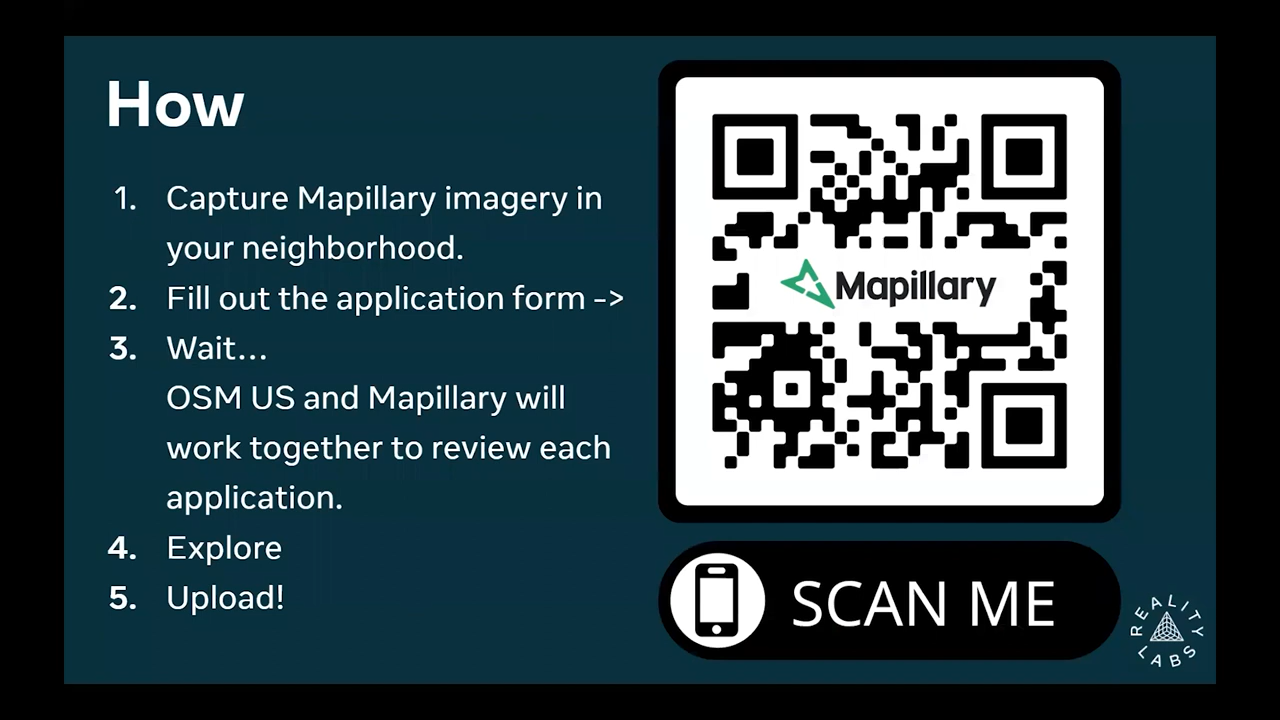 How
1. Capture Mapillary imagery in
your neighborhood.
2. Fill out the application form ->
3. Wait...
OSM US and Mapillary will
work together to review each
application.
4. Explore
5. Upload!
Mapillary
SCAN ME
REALITY
LABS